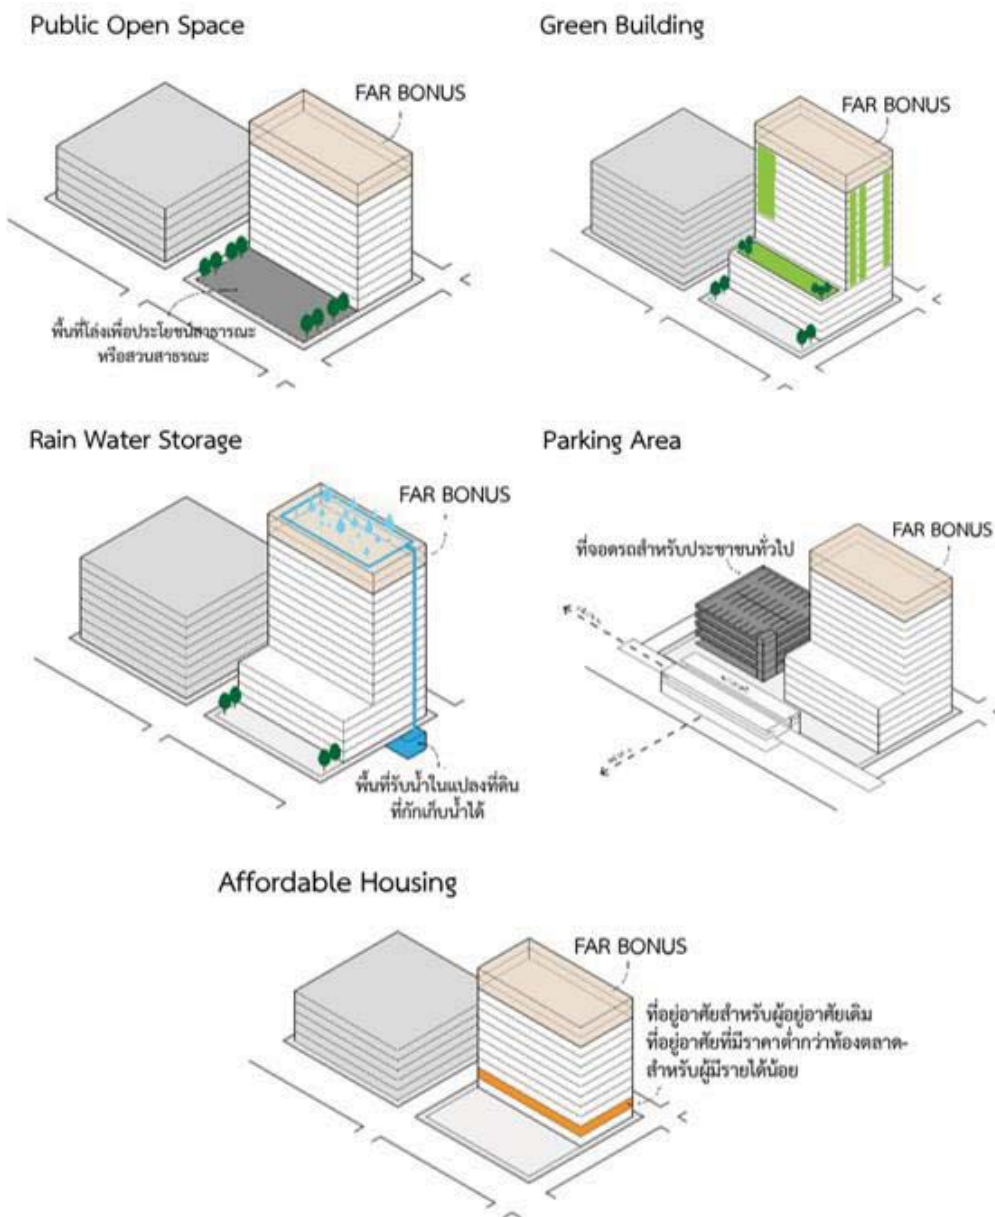 Public Open Space
FAR BONUS
พื้นที่โล่งเพื่อประโยชน์สาธารณะ
หรือสวนสาธรณะ
Green Building
FAR BONUS
Rain Water Storage
FAR BONUS
พื้นที่รับน้ำในแปลงที่ดิน
ที่กักเก็บน้ำได้
Parking Area
FAR BONUS
ที่จอดรถสำหรับประชาชนทั่วไป
Affordable Housing
FAR BONUS
ที่อยู่อาศัยสำหรับผู้อยู่อาศัยเดิม
ที่อยู่อาศัยที่มีราคาต่ำกว่าท้องตลาด-
สำหรับผู้มีรายได้น้อย